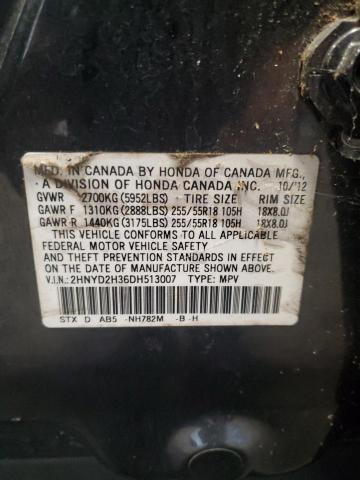 MFD. IN CANADA BY HONDA OF CANADA MFG.,
A DIVISION OF HONDA CANADA INC. 10/12
GVWR 2700KG (5952LBS) TIRE SIZE RIM SIZE
GAWR F 1310KG (2888LBS) 255/55R18 105H 18X8.0J
GAWR R 1440KG (3175LBS) 255/55R18 105H 18X8.0J
THIS VEHICLE CONFORMS TO ALL APPLICABLE
FEDERAL MOTOR VEHICLE SAFETY
AND THEFT PREVENTION STANDARDS IN EFFECT
ON THE DATE OF MANUFACTURE SHOWN ABOVE.
V.I.N.: 2HNYD2H36DH513007 TYPE: MPV
STX D AB5 -NH782M -B -H